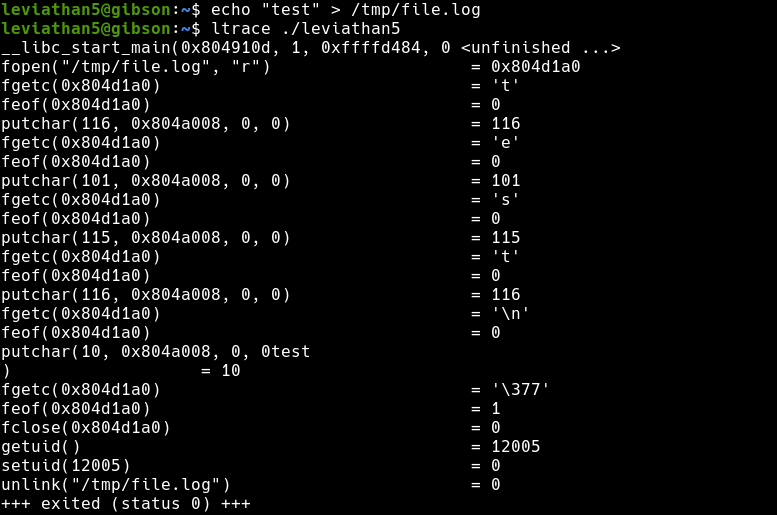 leviathan5@gibson:~$ echo "test" > /tmp/file.log
leviathan5@gibson:~$ ltrace ./leviathan5
__libc_start_main(0x804910d, 1, 0xffffd484, 0 <unfinished ...>
fopen("/tmp/file.log", "r")                    = 0x804d1a0
fgetc(0x804d1a0)                               = 't'
feof(0x804d1a0)                                = 0
putchar(116, 0x804a008, 0, 0)                  = 116
fgetc(0x804d1a0)                               = 'e'
feof(0x804d1a0)                                = 0
putchar(101, 0x804a008, 0, 0)                  = 101
fgetc(0x804d1a0)                               = 's'
feof(0x804d1a0)                                = 0
putchar(115, 0x804a008, 0, 0)                  = 115
fgetc(0x804d1a0)                               = 't'
feof(0x804d1a0)                                = 0
putchar(116, 0x804a008, 0, 0)                  = 116
fgetc(0x804d1a0)                               = '\n'
feof(0x804d1a0)                                = 0
putchar(10, 0x804a008, 0, 0test
)                   = 10
fgetc(0x804d1a0)                               = '\377'
feof(0x804d1a0)                                = 1
fclose(0x804d1a0)                              = 0
getuid()                                       = 12005
setuid(12005)                                  = 0
unlink("/tmp/file.log")                        = 0
+++ exited (status 0) +++